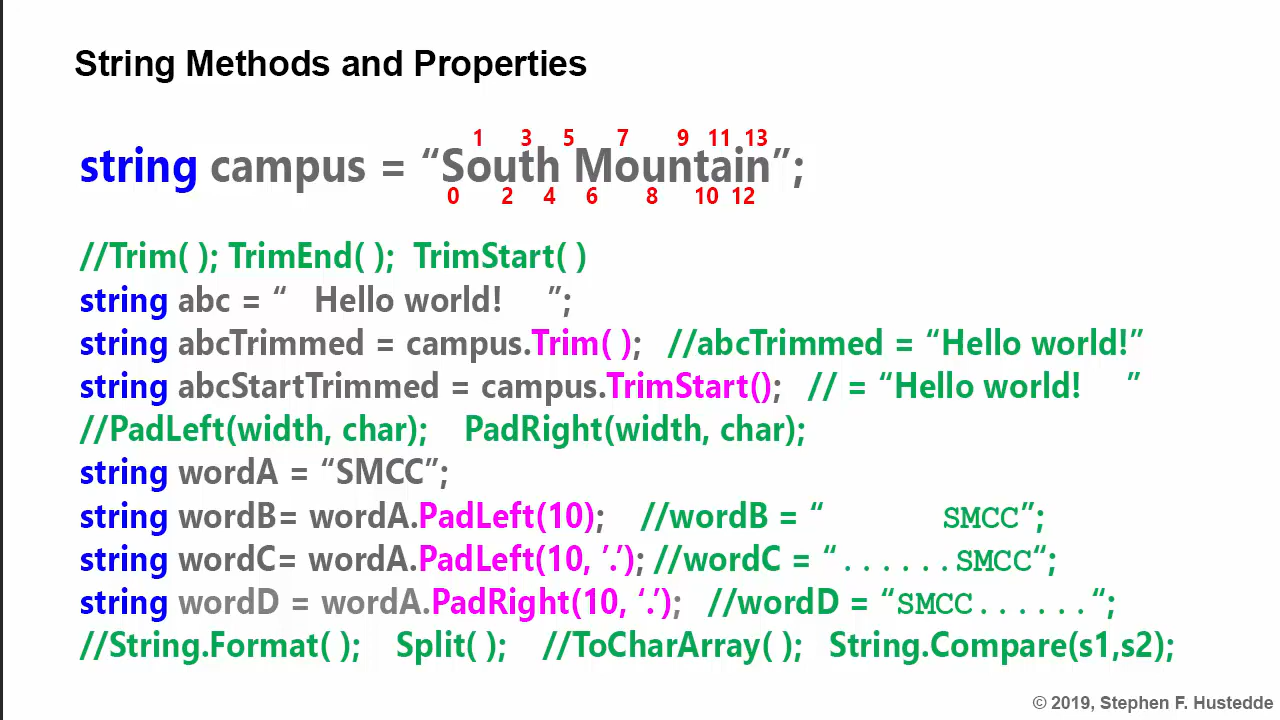 String Methods and Properties
1 3 5 7 9 11 13
string campus = “South Mountain”;
0 2 4 6 8 10 12
//Trim( ); TrimEnd( );  TrimStart( )
string abc = “   Hello world!     ”;
string abcTrimmed = campus.Trim( );   //abcTrimmed = “Hello world!”
string abcStartTrimmed = campus.TrimStart();   // = “Hello world!     ”
//PadLeft(width, char);    PadRight(width, char);
string wordA = “SMCC”;
string wordB= wordA.PadLeft(10);    //wordB = “      SMCC”;
string wordC= wordA.PadLeft(10, ’.’); //wordC = “......SMCC“;
string wordD = wordA.PadRight(10, ‘.’);   //wordD = “SMCC......“;
//String.Format( );    Split( );    //ToCharArray( );   String.Compare(s1,s2);
© 2019, Stephen F. Hustedde